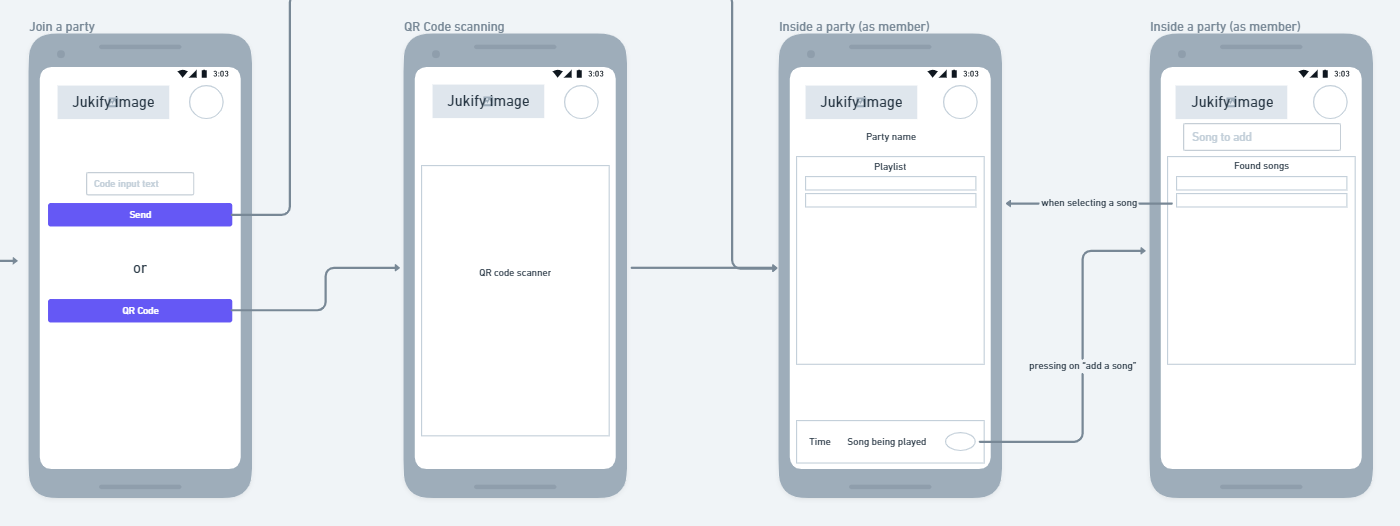 Join a party
3:03
Jukify image
Code input text
Send
or
QR Code
QR Code scanning
3:03
Jukify image
QR code scanner
Inside a party (as member)
3:03
Jukify image
Party name
Playlist
Time
Song being played
pressing on "add a song"
when selecting a song
Inside a party (as member)
3:03
Jukify image
Song to add
Found songs